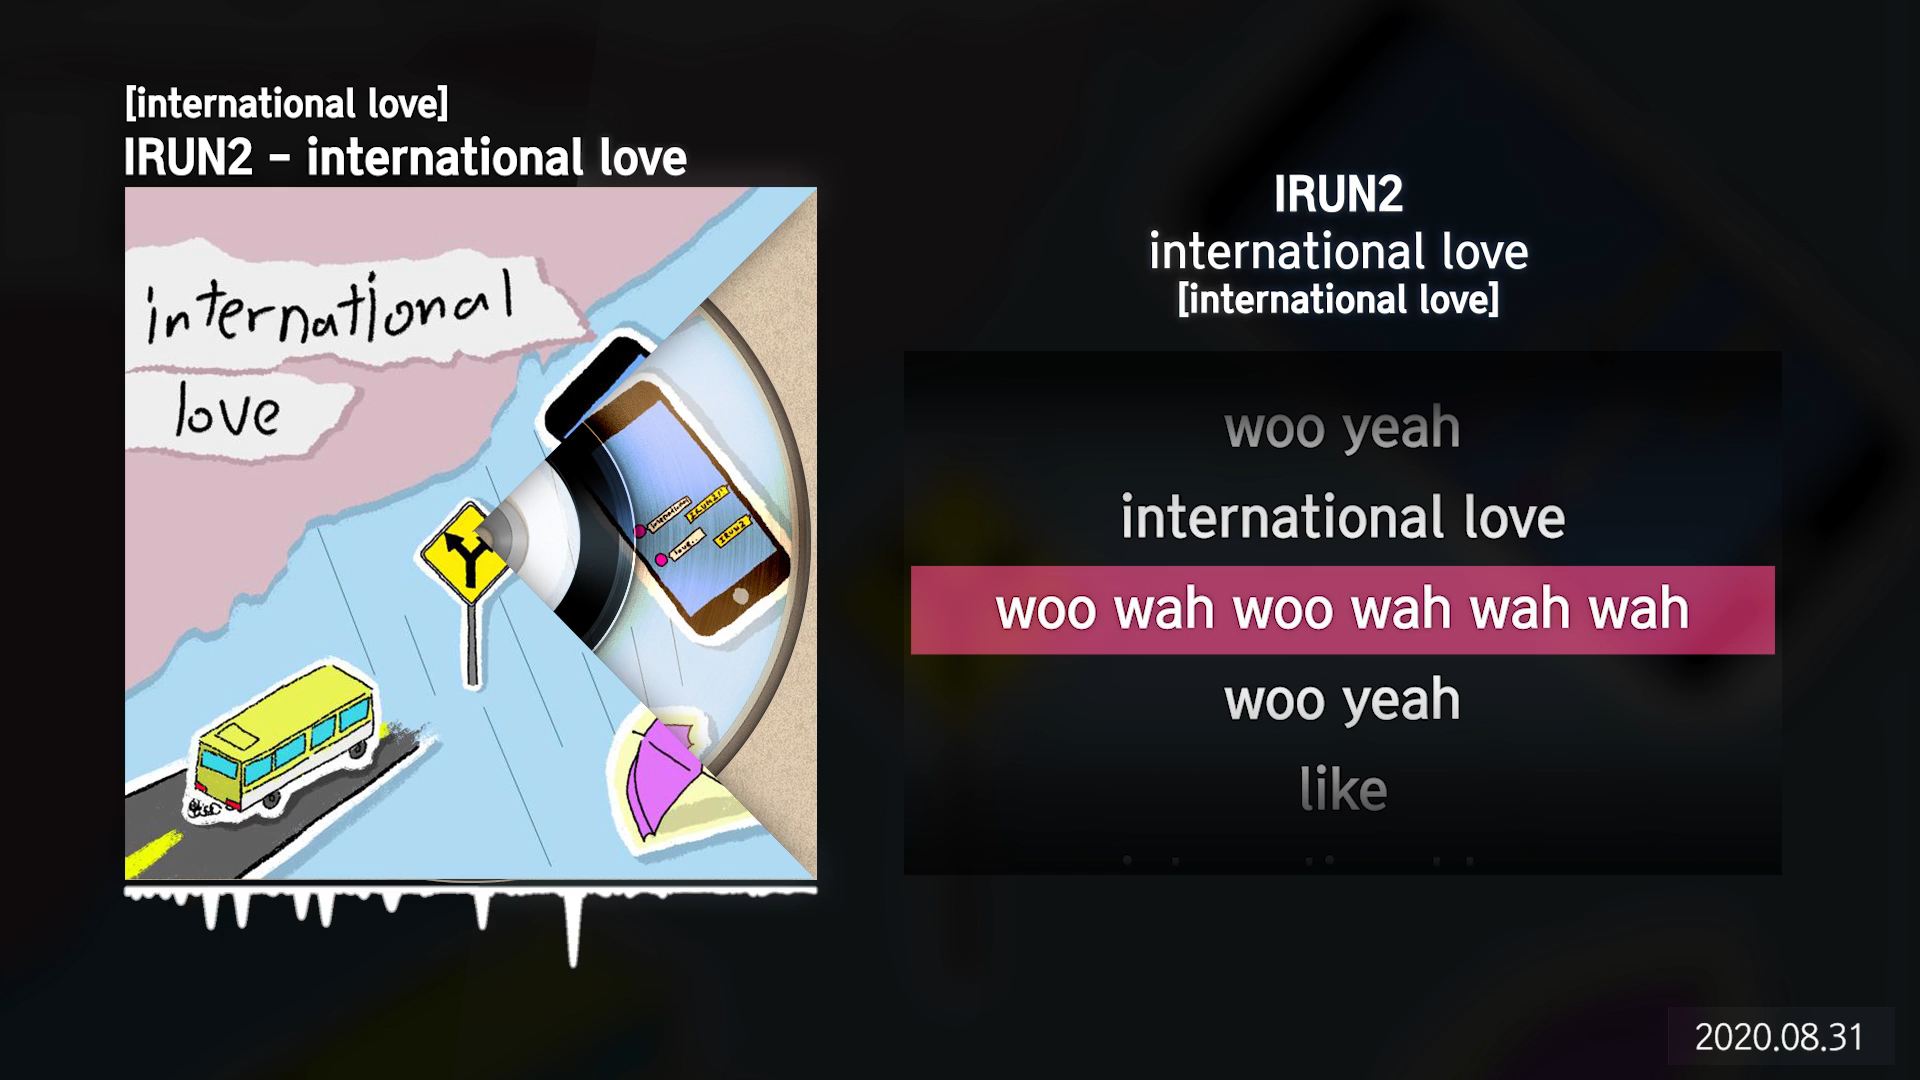 [international love]
IRUN2 - international love
international
love
IRUN2
international love
[international love]
woo yeah
international love
woo wah woo wah wah wah
woo yeah
like
2020.08.31